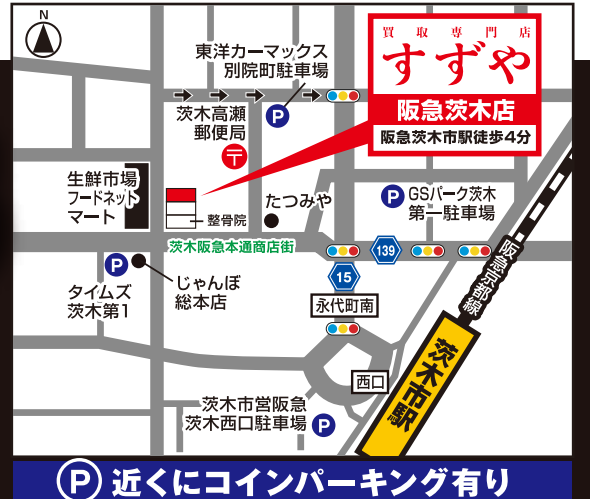 N
買取専門店
すずや
阪急茨木店
阪急茨木市駅徒歩4分
東洋カーマックス
別院町駐車場
P
茨木高瀬
郵便局
〒
生鮮市場
フードネット
マート
整骨院
たつみや
P
GSパーク茨木
第一駐車場
茨木阪急本通商店街
139
阪急京都線
P
タイムズ
茨木第1
じゃんぼ
総本店
15
永代町南
茨木市駅
西口
茨木市営阪急
茨木西口駐車場
P
P 近くにコインパーキング有り